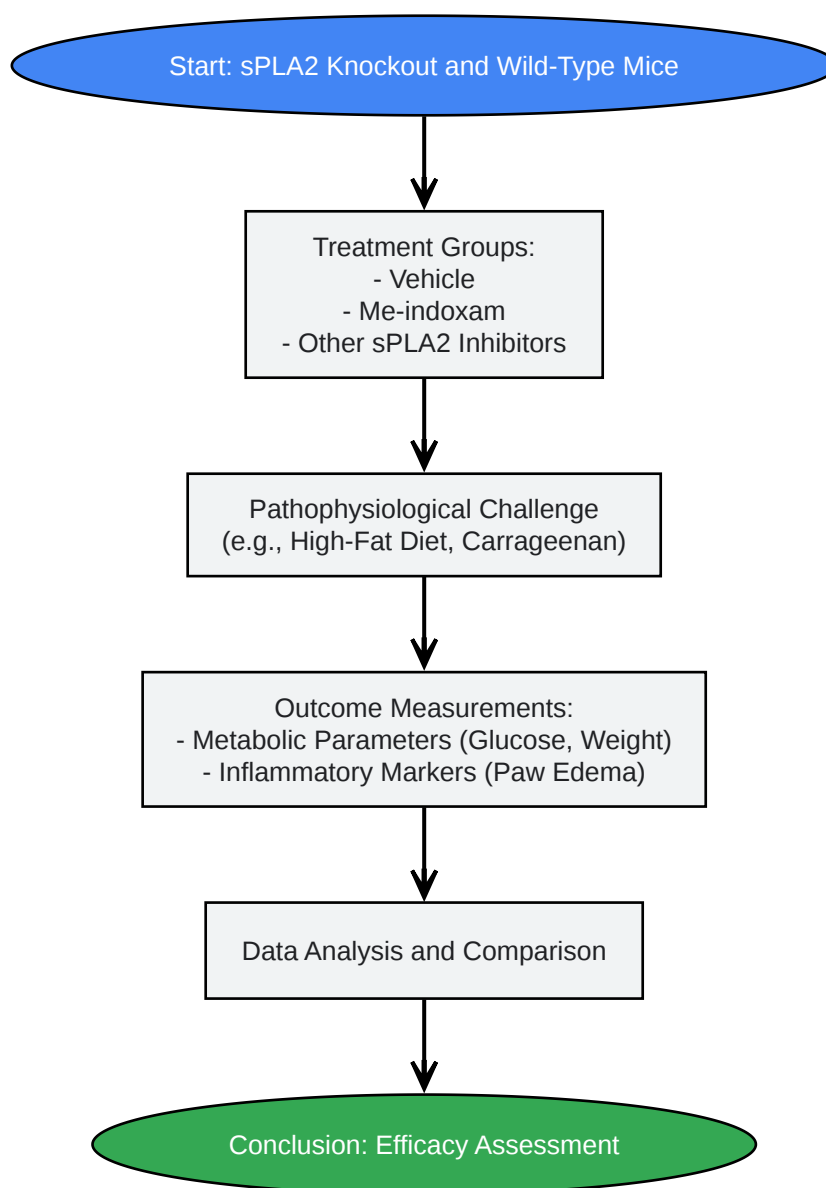 Start: sPLA2 Knockout and Wild-Type Mice
Treatment Groups:
- Vehicle
- Me-indoxam
- Other sPLA2 Inhibitors
Pathophysiological Challenge
(e.g., High-Fat Diet, Carrageenan)
Outcome Measurements:
- Metabolic Parameters (Glucose, Weight)
- Inflammatory Markers (Paw Edema)
Data Analysis and Comparison
Conclusion: Efficacy Assessment